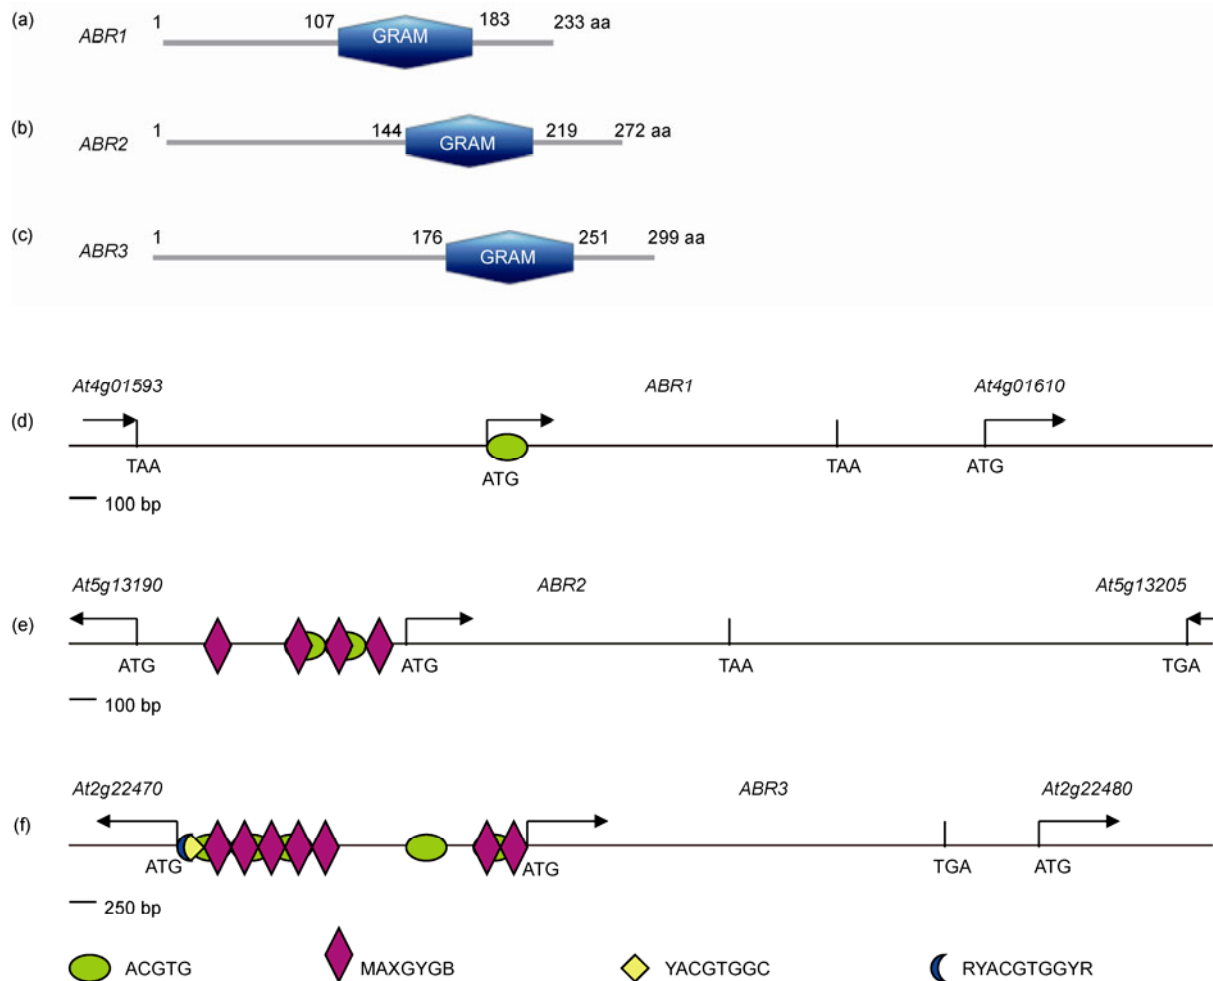 (a)
ABR1
1
107
GRAM
183
233 aa
(b)
ABR2
1
144
GRAM
219
272 aa
(c)
ABR3
1
176
GRAM
251
299 aa
At4g01593
ABR1
At4g01610
(d)
TAA
ATG
TAA
ATG
100 bp
At5g13190
ABR2
At5g13205
(e)
ATG
ATG
TAA
TGA
100 bp
At2g22470
ABR3
At2g22480
(f)
ATG
ATG
TGA
ATG
250 bp
ACGTG
MAXGYGB
YACGTGGC
RYACGTGGYR